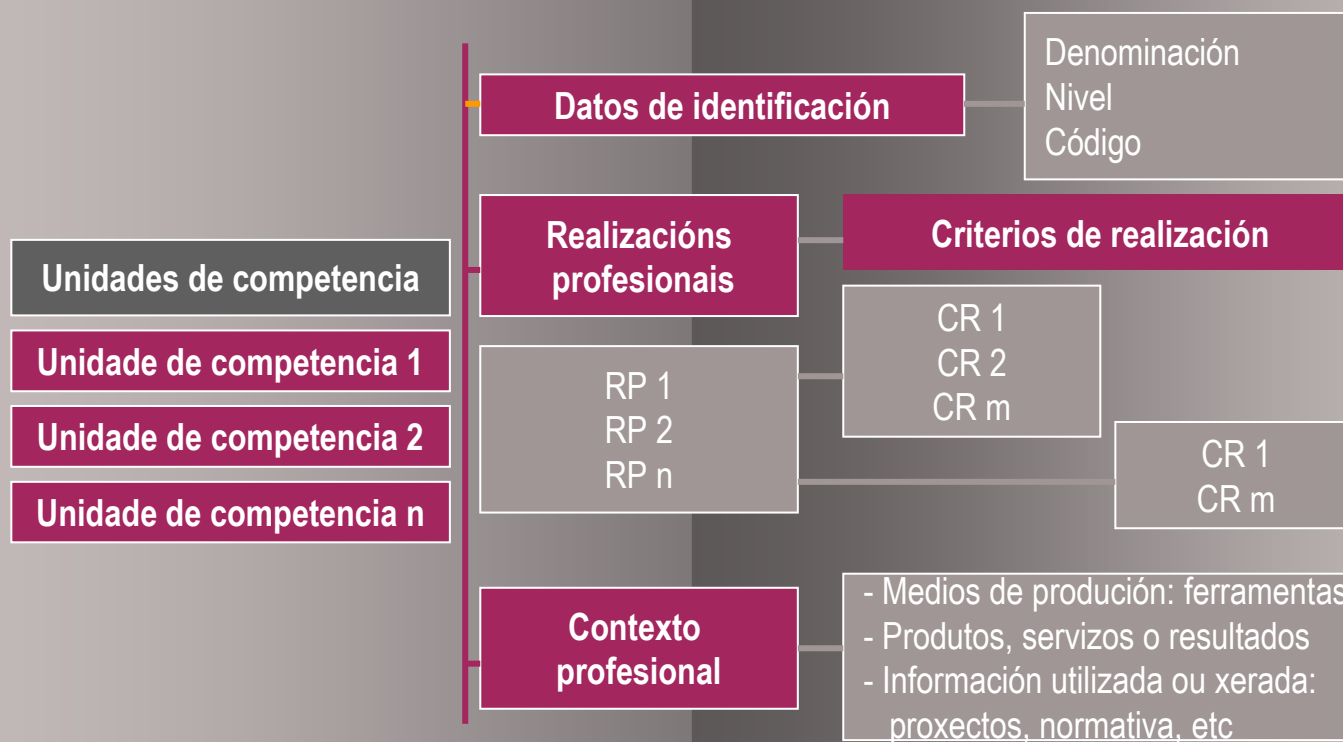 Unidades de competencia
Unidade de competencia 1
Unidade de competencia 2
Unidade de competencia n
Datos de identificación
Denominación
Nivel
Código
Realizacións
profesionais
Criterios de realización
RP 1
RP 2
RP n
CR 1
CR 2
CR m
CR 1
CR m
Contexto
profesional
- Medios de produción: ferramentas
- Produtos, servizos o resultados
- Información utilizada ou xerada:
proxectos, normativa, etc